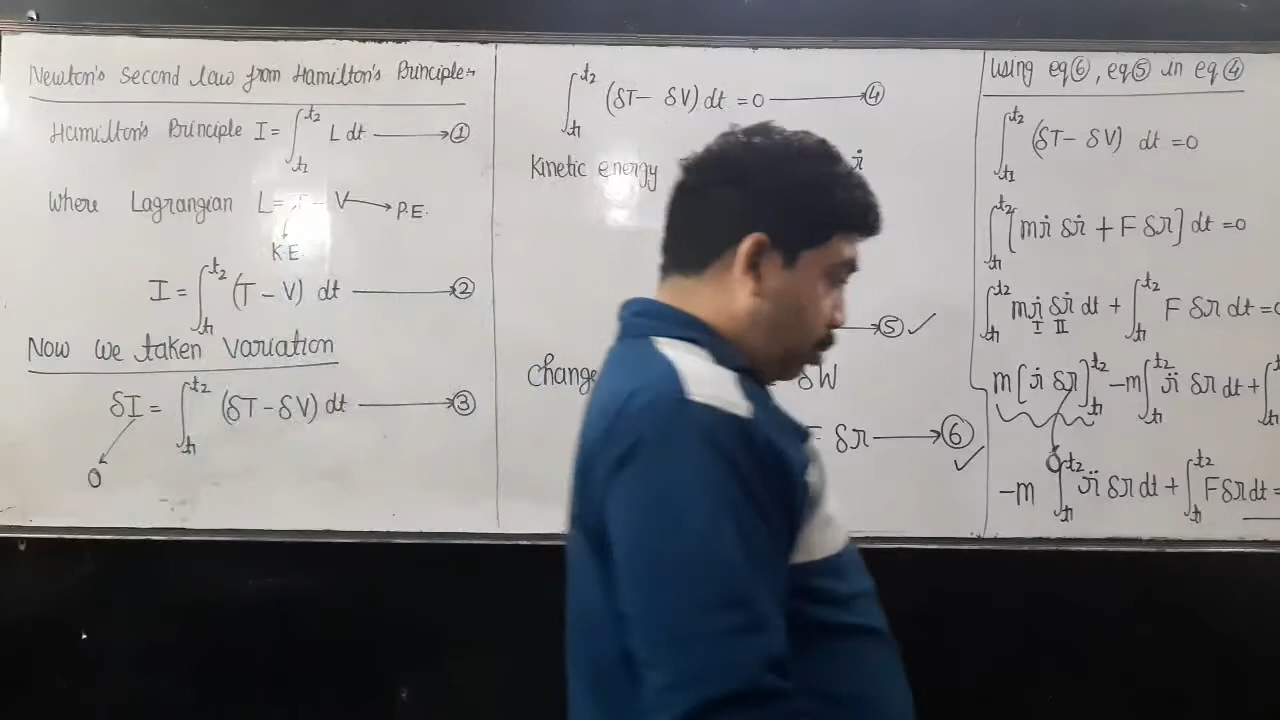 Newton's Second law from Hamilton's Principle:-
Hamilton's Principle I = ∫_{t1}^{t2} L dt ⟶ ①
Where Lagrangian L = T - V → P.E.
K.E.
I = ∫_{t1}^{t2} (T - V) dt ⟶ ②
Now we taken variation
δI = ∫_{t1}^{t2} (δT - δV) dt ⟶ ③
0
∫_{t1}^{t2} (δT - δV) dt = 0 ⟶ ④
Kinetic energy ṙ
→ ⑤ ✓
Change δW
F δr ⟶ ⑥
✓
Using eq⑥, eq⑤ in eq④
∫_{t1}^{t2} (δT - δV) dt = 0
∫_{t1}^{t2} [mṙ δṙ + F δr] dt = 0
∫_{t1}^{t2} mṙ δṙ dt + ∫_{t1}^{t2} F δr dt = 0
I II
m[ṙ δr]_{t1}^{t2} - m∫_{t1}^{t2} r̈ δr dt + ∫
0
-m ∫_{t1}^{t2} r̈ δr dt + ∫_{t1}^{t2} F δr dt =